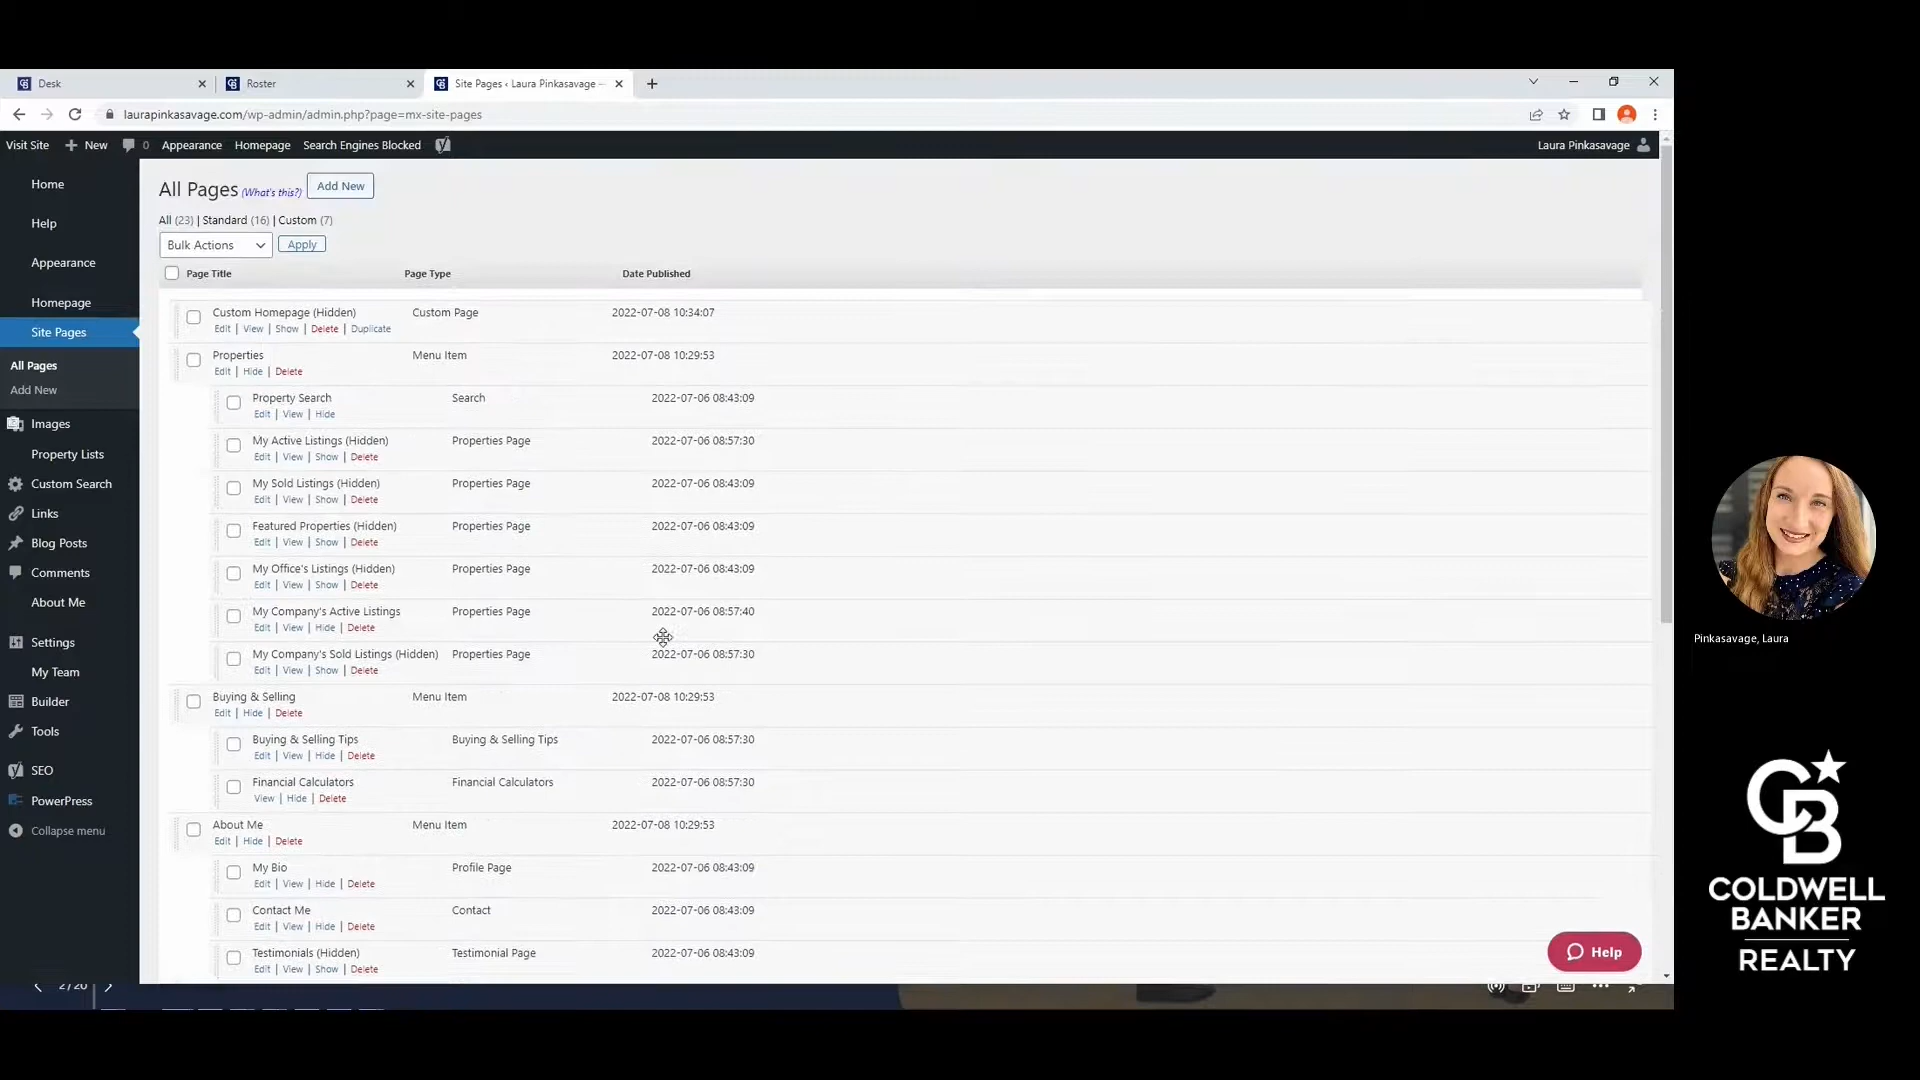 Desk
Roster
Site Pages ‹ Laura Pinkasavage —
laurapinkasavage.com/wp-admin/admin.php?page=mx-site-pages
Visit Site New 0 Appearance Homepage Search Engines Blocked Laura Pinkasavage
Home
Help
Appearance
Homepage
Site Pages
All Pages
Add New
Images
Property Lists
Custom Search
Links
Blog Posts
Comments
About Me
Settings
My Team
Builder
Tools
SEO
PowerPress
Collapse menu
All Pages (What's this?) Add New
All (23) | Standard (16) | Custom (7)
Bulk Actions Apply
Page Title Page Type Date Published
Custom Homepage (Hidden) Custom Page 2022-07-08 10:34:07
Edit | View | Show | Delete | Duplicate
Properties Menu Item 2022-07-08 10:29:53
Edit | Hide | Delete
Property Search Search 2022-07-06 08:43:09
Edit | View | Hide
My Active Listings (Hidden) Properties Page 2022-07-06 08:57:30
Edit | View | Show | Delete
My Sold Listings (Hidden) Properties Page 2022-07-06 08:43:09
Edit | View | Show | Delete
Featured Properties (Hidden) Properties Page 2022-07-06 08:43:09
Edit | View | Show | Delete
My Office's Listings (Hidden) Properties Page 2022-07-06 08:43:09
Edit | View | Show | Delete
My Company's Active Listings Properties Page 2022-07-06 08:57:40
Edit | View | Hide | Delete
My Company's Sold Listings (Hidden) Properties Page 2022-07-06 08:57:30
Edit | View | Show | Delete
Buying & Selling Menu Item 2022-07-08 10:29:53
Edit | Hide | Delete
Buying & Selling Tips Buying & Selling Tips 2022-07-06 08:57:30
Edit | View | Hide | Delete
Financial Calculators Financial Calculators 2022-07-06 08:57:30
View | Hide | Delete
About Me Menu Item 2022-07-08 10:29:53
Edit | Hide | Delete
My Bio Profile Page 2022-07-06 08:43:09
Edit | View | Hide | Delete
Contact Me Contact 2022-07-06 08:43:09
Edit | View | Hide | Delete
Testimonials (Hidden) Testimonial Page 2022-07-06 08:43:09
Edit | View | Show | Delete
Help
2/20
Pinkasavage, Laura
CB
COLDWELL
BANKER
REALTY